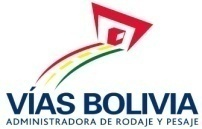 VÍAS BOLIVIA
ADMINISTRADORA DE RODAJE Y PESAJE